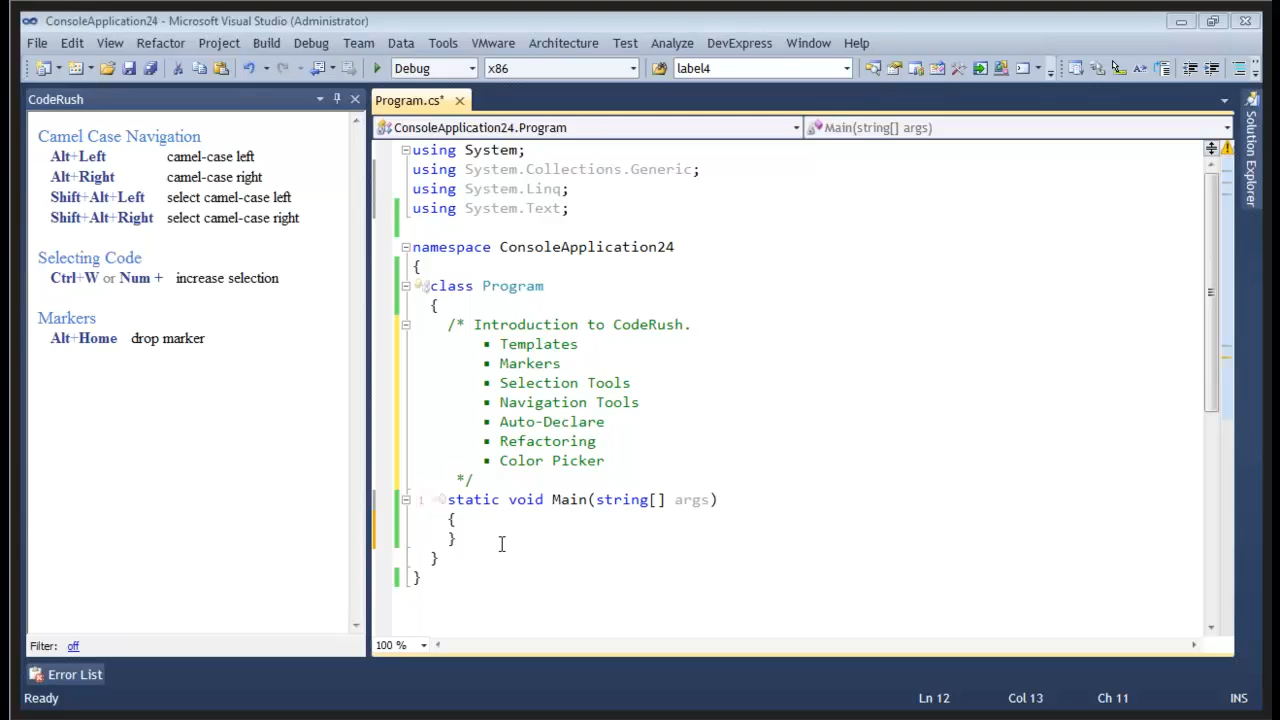 ConsoleApplication24 - Microsoft Visual Studio (Administrator)
File Edit View Refactor Project Build Debug Team Data Tools VMware Architecture Test Analyze DevExpress Window Help
Debug x86 label4
CodeRush
Camel Case Navigation
Alt+Left camel-case left
Alt+Right camel-case right
Shift+Alt+Left select camel-case left
Shift+Alt+Right select camel-case right
Selecting Code
Ctrl+W or Num + increase selection
Markers
Alt+Home drop marker
Filter: off
Program.cs*
ConsoleApplication24.Program Main(string[] args)
using System;
using System.Collections.Generic;
using System.Linq;
using System.Text;
namespace ConsoleApplication24
{
class Program
{
/* Introduction to CodeRush.
▪ Templates
▪ Markers
▪ Selection Tools
▪ Navigation Tools
▪ Auto-Declare
▪ Refactoring
▪ Color Picker
*/
1 static void Main(string[] args)
{
}
}
}
100 %
Solution Explorer
Error List
Ready Ln 12 Col 13 Ch 11 INS